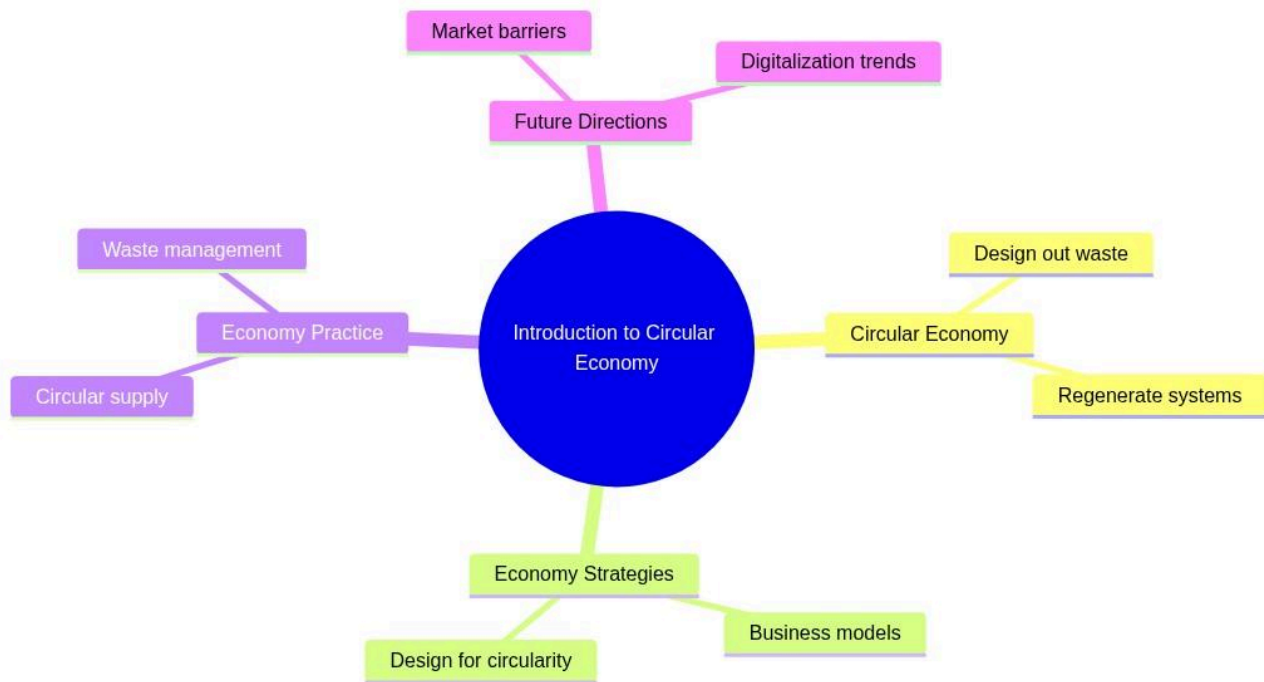 Market barriers
Digitalization trends
Future Directions
Waste management
Design out waste
Economy Practice
Introduction to Circular
Economy
Circular Economy
Circular supply
Regenerate systems
Economy Strategies
Business models
Design for circularity